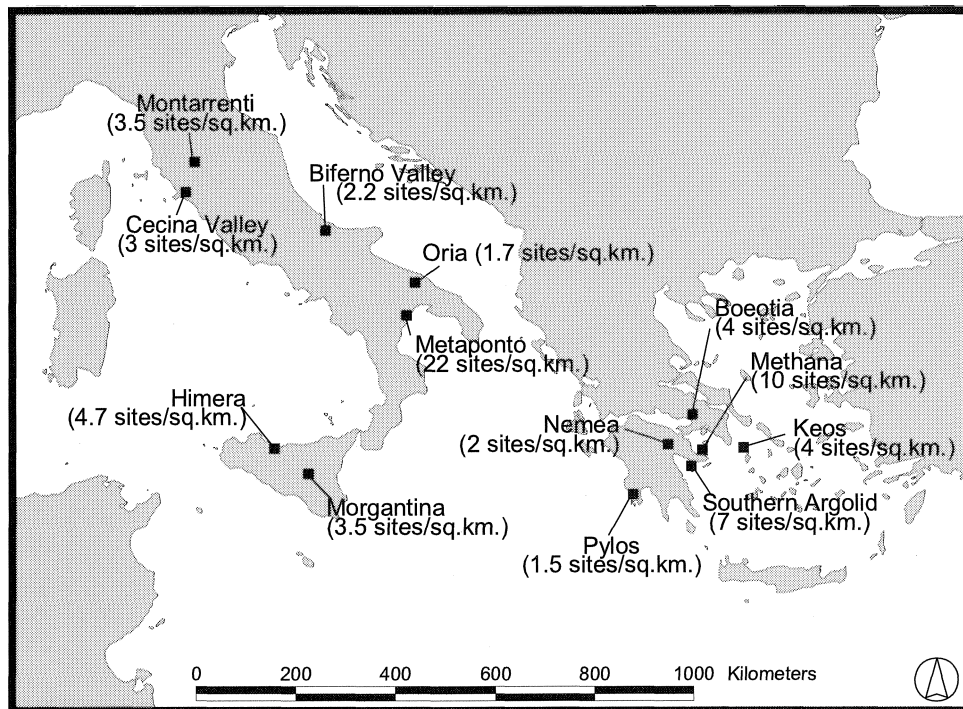 Montarrenti
(3.5 sites/sq.km.)
Biferno Valley
(2.2 sites/sq.km.)
Cecina Valley
(3 sites/sq.km.)
Oria (1.7 sites/sq.km.)
Metaponto
(22 sites/sq.km.)
Boeotia
(4 sites/sq.km.)
Methana
(10 sites/sq.km.)
Himera
(4.7 sites/sq.km.)
Nemea
(2 sites/sq.km.)
Keos
(4 sites/sq.km.)
Morgantina
(3.5 sites/sq.km.)
Southern Argolid
(7 sites/sq.km.)
Pylos
(1.5 sites/sq.km.)
0 200 400 600 800 1000 Kilometers